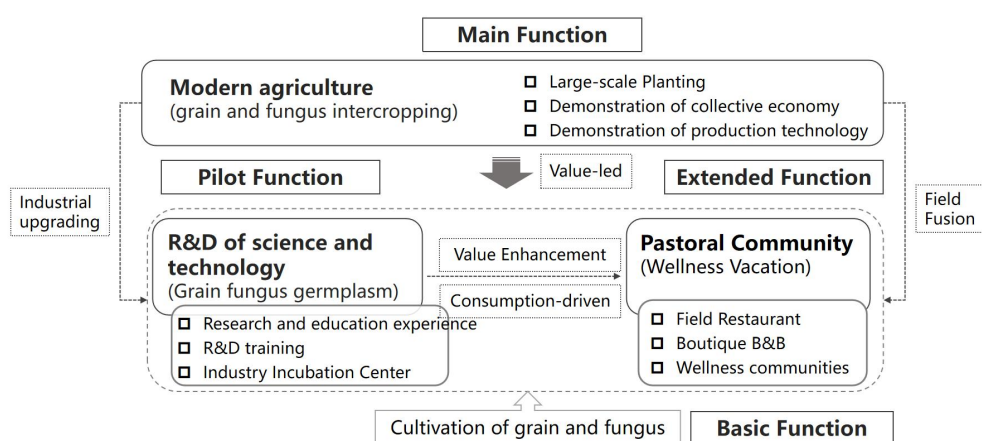 Main Function
Modern agriculture
(grain and fungus intercropping)
Large-scale Planting
Demonstration of collective economy
Demonstration of production technology
Pilot Function
Value-led
Extended Function
Industrial
upgrading
Field
Fusion
R&D of science and
technology
(Grain fungus germplasm)
Value Enhancement
Consumption-driven
Pastoral Community
(Wellness Vacation)
Research and education experience
R&D training
Industry Incubation Center
Field Restaurant
Boutique B&B
Wellness communities
Cultivation of grain and fungus
Basic Function